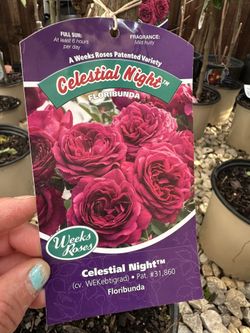 FULL SUN:
At least 6 hours
per day
FRAGRANCE:
Mild fruity
A Weeks Roses Patented Variety
Celestial Night™
FLORIBUNDA
Weeks
Roses
Celestial Night™
(cv. WEKebtigrad) • Pat. #31,860
Floribunda